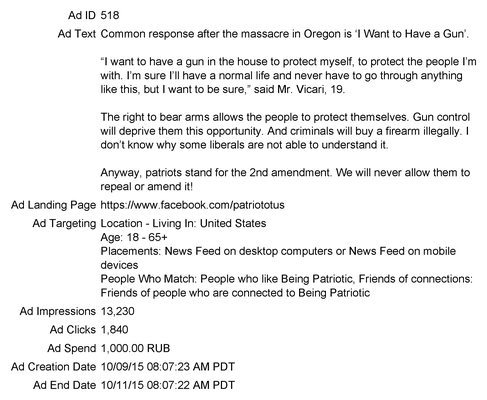 Ad ID 518
Ad Text Common response after the massacre in Oregon is ‘I Want to Have a Gun’.
“I want to have a gun in the house to protect myself, to protect the people I’m
with. I’m sure I’ll have a normal life and never have to go through anything
like this, but I want to be sure,” said Mr. Vicari, 19.
The right to bear arms allows the people to protect themselves. Gun control
will deprive them this opportunity. And criminals will buy a firearm illegally. I
don’t know why some liberals are not able to understand it.
Anyway, patriots stand for the 2nd amendment. We will never allow them to
repeal or amend it!
Ad Landing Page https://www.facebook.com/patriototus
Ad Targeting Location - Living In: United States
Age: 18 - 65+
Placements: News Feed on desktop computers or News Feed on mobile
devices
People Who Match: People who like Being Patriotic, Friends of connections:
Friends of people who are connected to Being Patriotic
Ad Impressions 13,230
Ad Clicks 1,840
Ad Spend 1,000.00 RUB
Ad Creation Date 10/09/15 08:07:23 AM PDT
Ad End Date 10/11/15 08:07:22 AM PDT